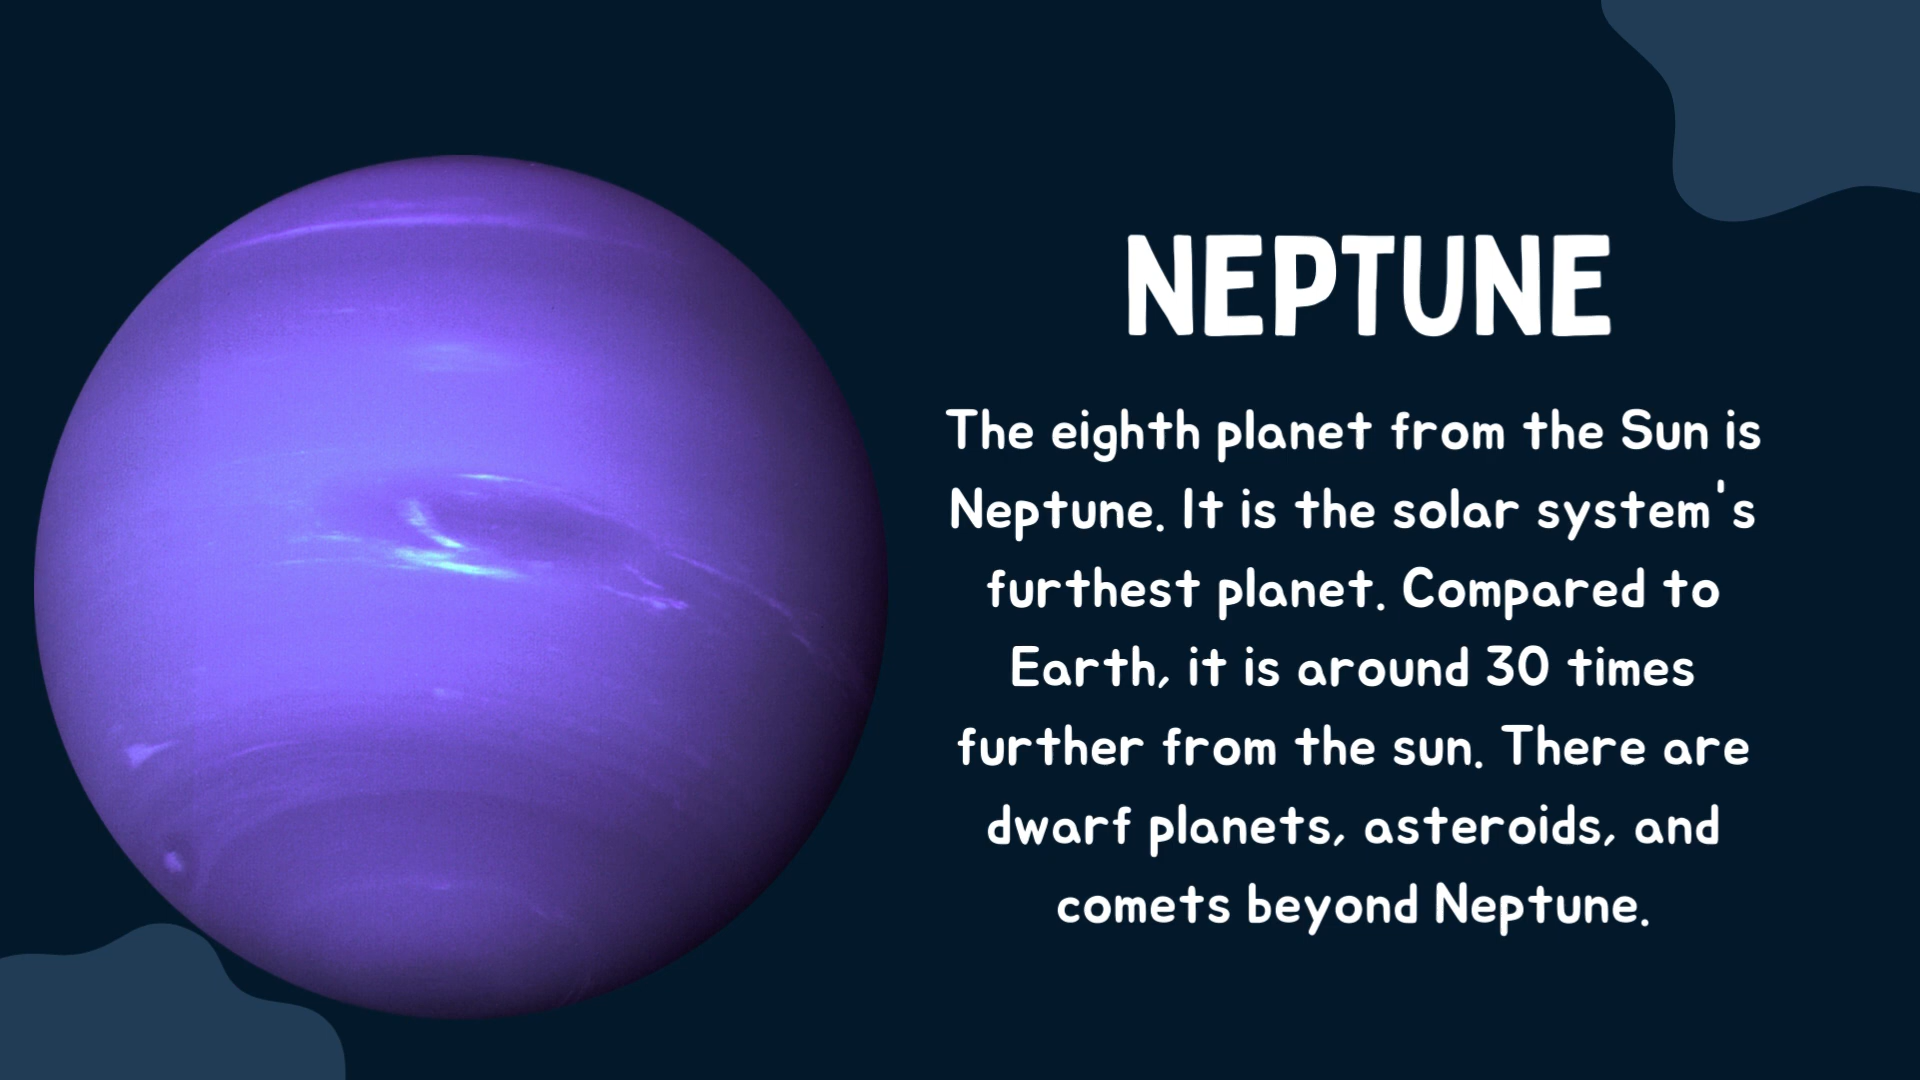 NEPTUNE
The eighth planet from the Sun is
Neptune. It is the solar system's
furthest planet. Compared to
Earth, it is around 30 times
further from the sun. There are
dwarf planets, asteroids, and
comets beyond Neptune.